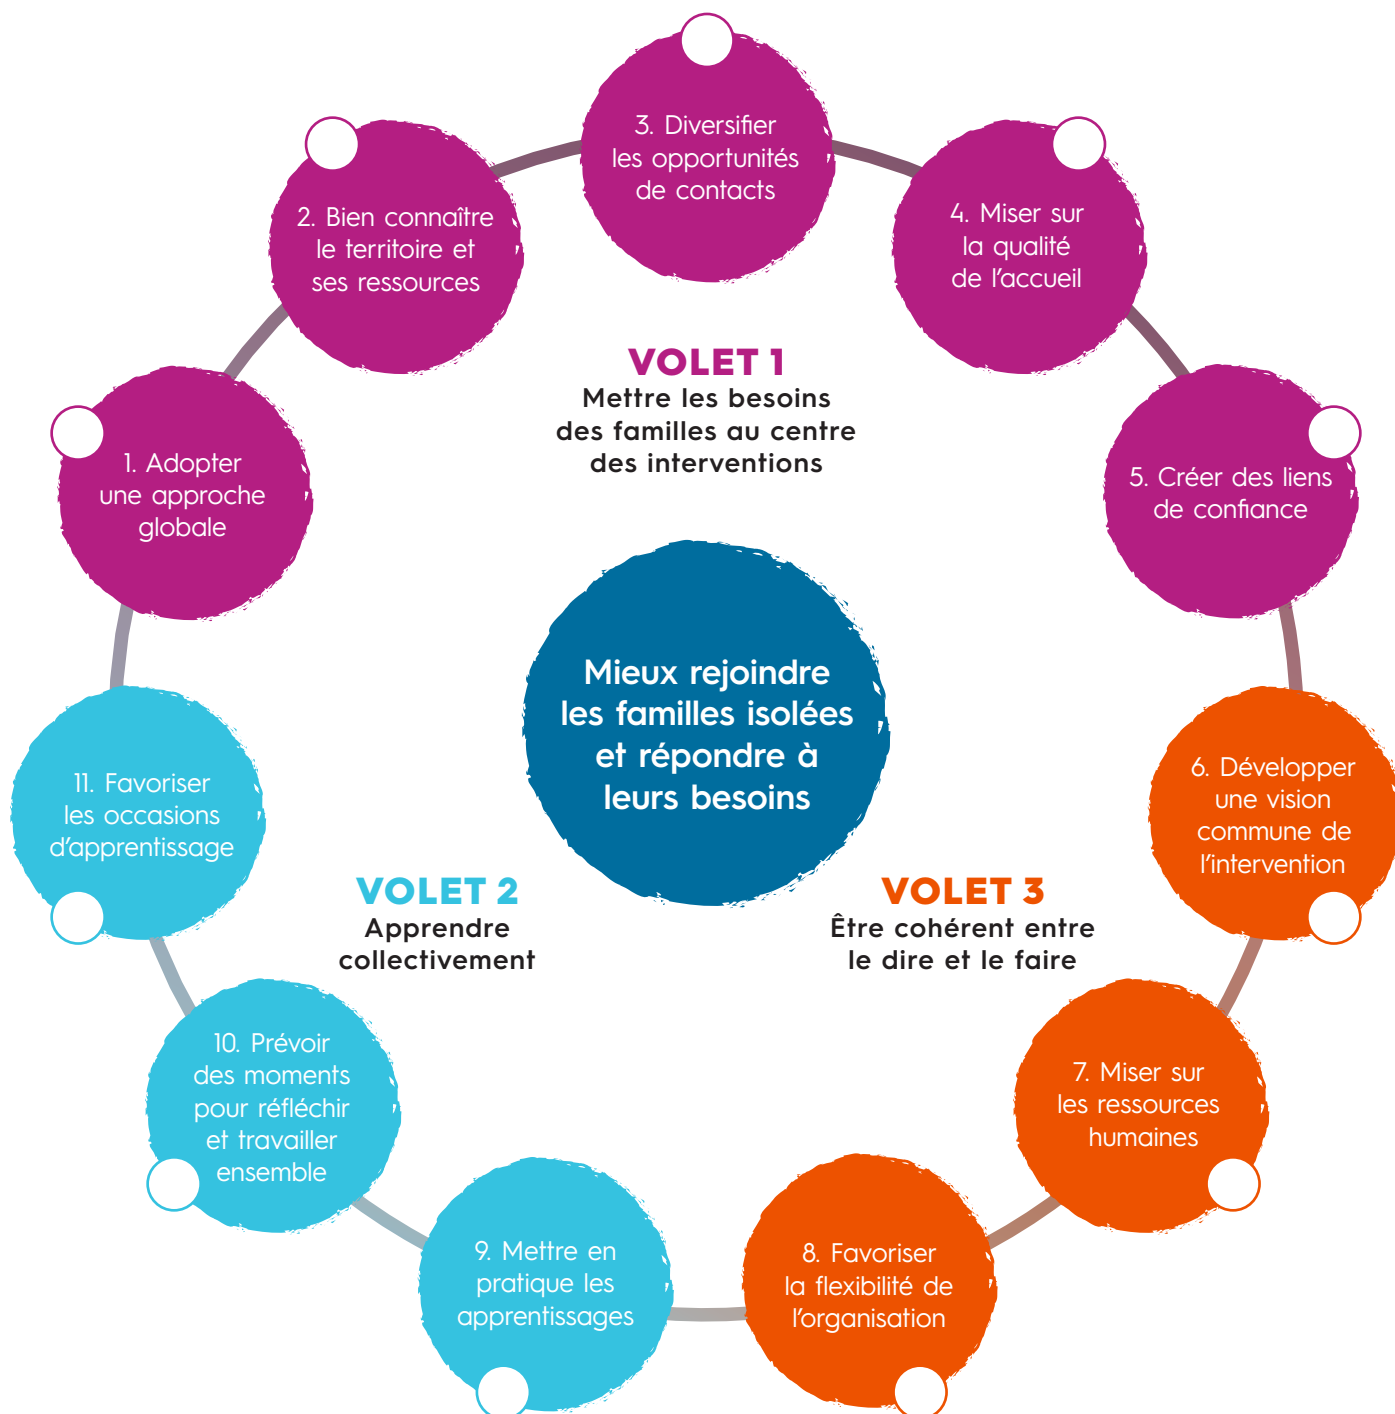 3. Diversifier
les opportunités
de contacts
2. Bien connaître
le territoire et
ses ressources
4. Miser sur
la qualité
de l’accueil
VOLET 1
Mettre les besoins
des familles au centre
des interventions
1. Adopter
une approche
globale
5. Créer des liens
de confiance
Mieux rejoindre
les familles isolées
et répondre à
leurs besoins
11. Favoriser
les occasions
d’apprentissage
6. Développer
une vision
commune de
l’intervention
VOLET 2
Apprendre
collectivement
VOLET 3
Être cohérent entre
le dire et le faire
10. Prévoir
des moments
pour réfléchir
et travailler
ensemble
7. Miser sur
les ressources
humaines
9. Mettre en
pratique les
apprentissages
8. Favoriser
la flexibilité de
l’organisation